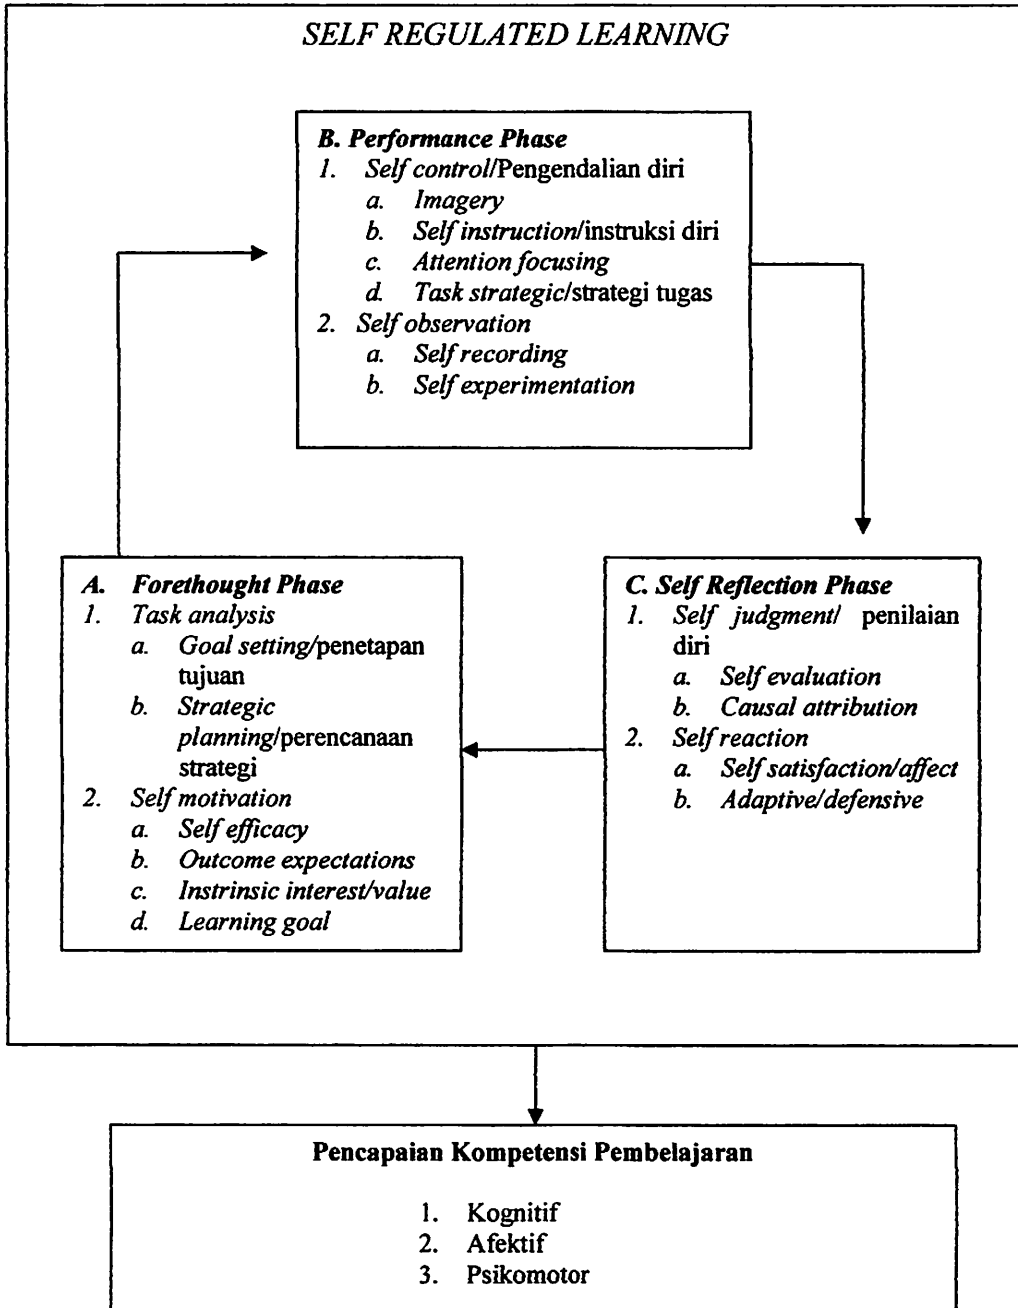 SELF REGULATED LEARNING
B. Performance Phase
1. Self control/Pengendalian diri
a. Imagery
b. Self instruction/instruksi diri
c. Attention focusing
d. Task strategic/strategi tugas
2. Self observation
a. Self recording
b. Self experimentation
A. Forethought Phase
1. Task analysis
a. Goal setting/penetapan
tujuan
b. Strategic
planning/perencanaan
strategi
2. Self motivation
a. Self efficacy
b. Outcome expectations
c. Instrinsic interest/value
d. Learning goal
C. Self Reflection Phase
1. Self judgment/ penilaian
diri
a. Self evaluation
b. Causal attribution
2. Self reaction
a. Self satisfaction/affect
b. Adaptive/defensive
Pencapaian Kompetensi Pembelajaran
1. Kognitif
2. Afektif
3. Psikomotor